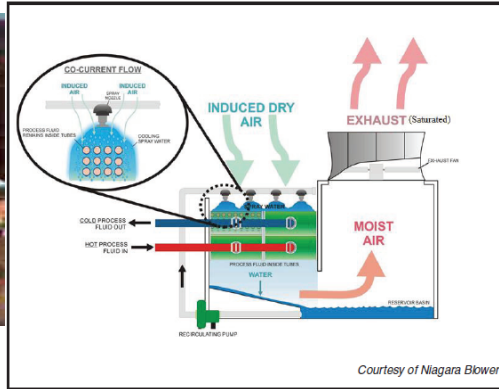 CO-CURRENT FLOW
INDUCED
AIR
SPRAY
NOZZLE
INDUCED
AIR
PROCESS FLUID
REMAINS INSIDE TUBES
COOLING
SPRAY WATER
INDUCED DRY
AIR
EXHAUST (Saturated)
EXHAUST FAN
SPRAY WATER
COLD PROCESS
FLUID OUT
HOT PROCESS
FLUID IN
MOIST
AIR
PROCESS FLUID INSIDE TUBES
WATER
RESERVOIR BASIN
RECIRCULATING PUMP
Courtesy of Niagara Blower